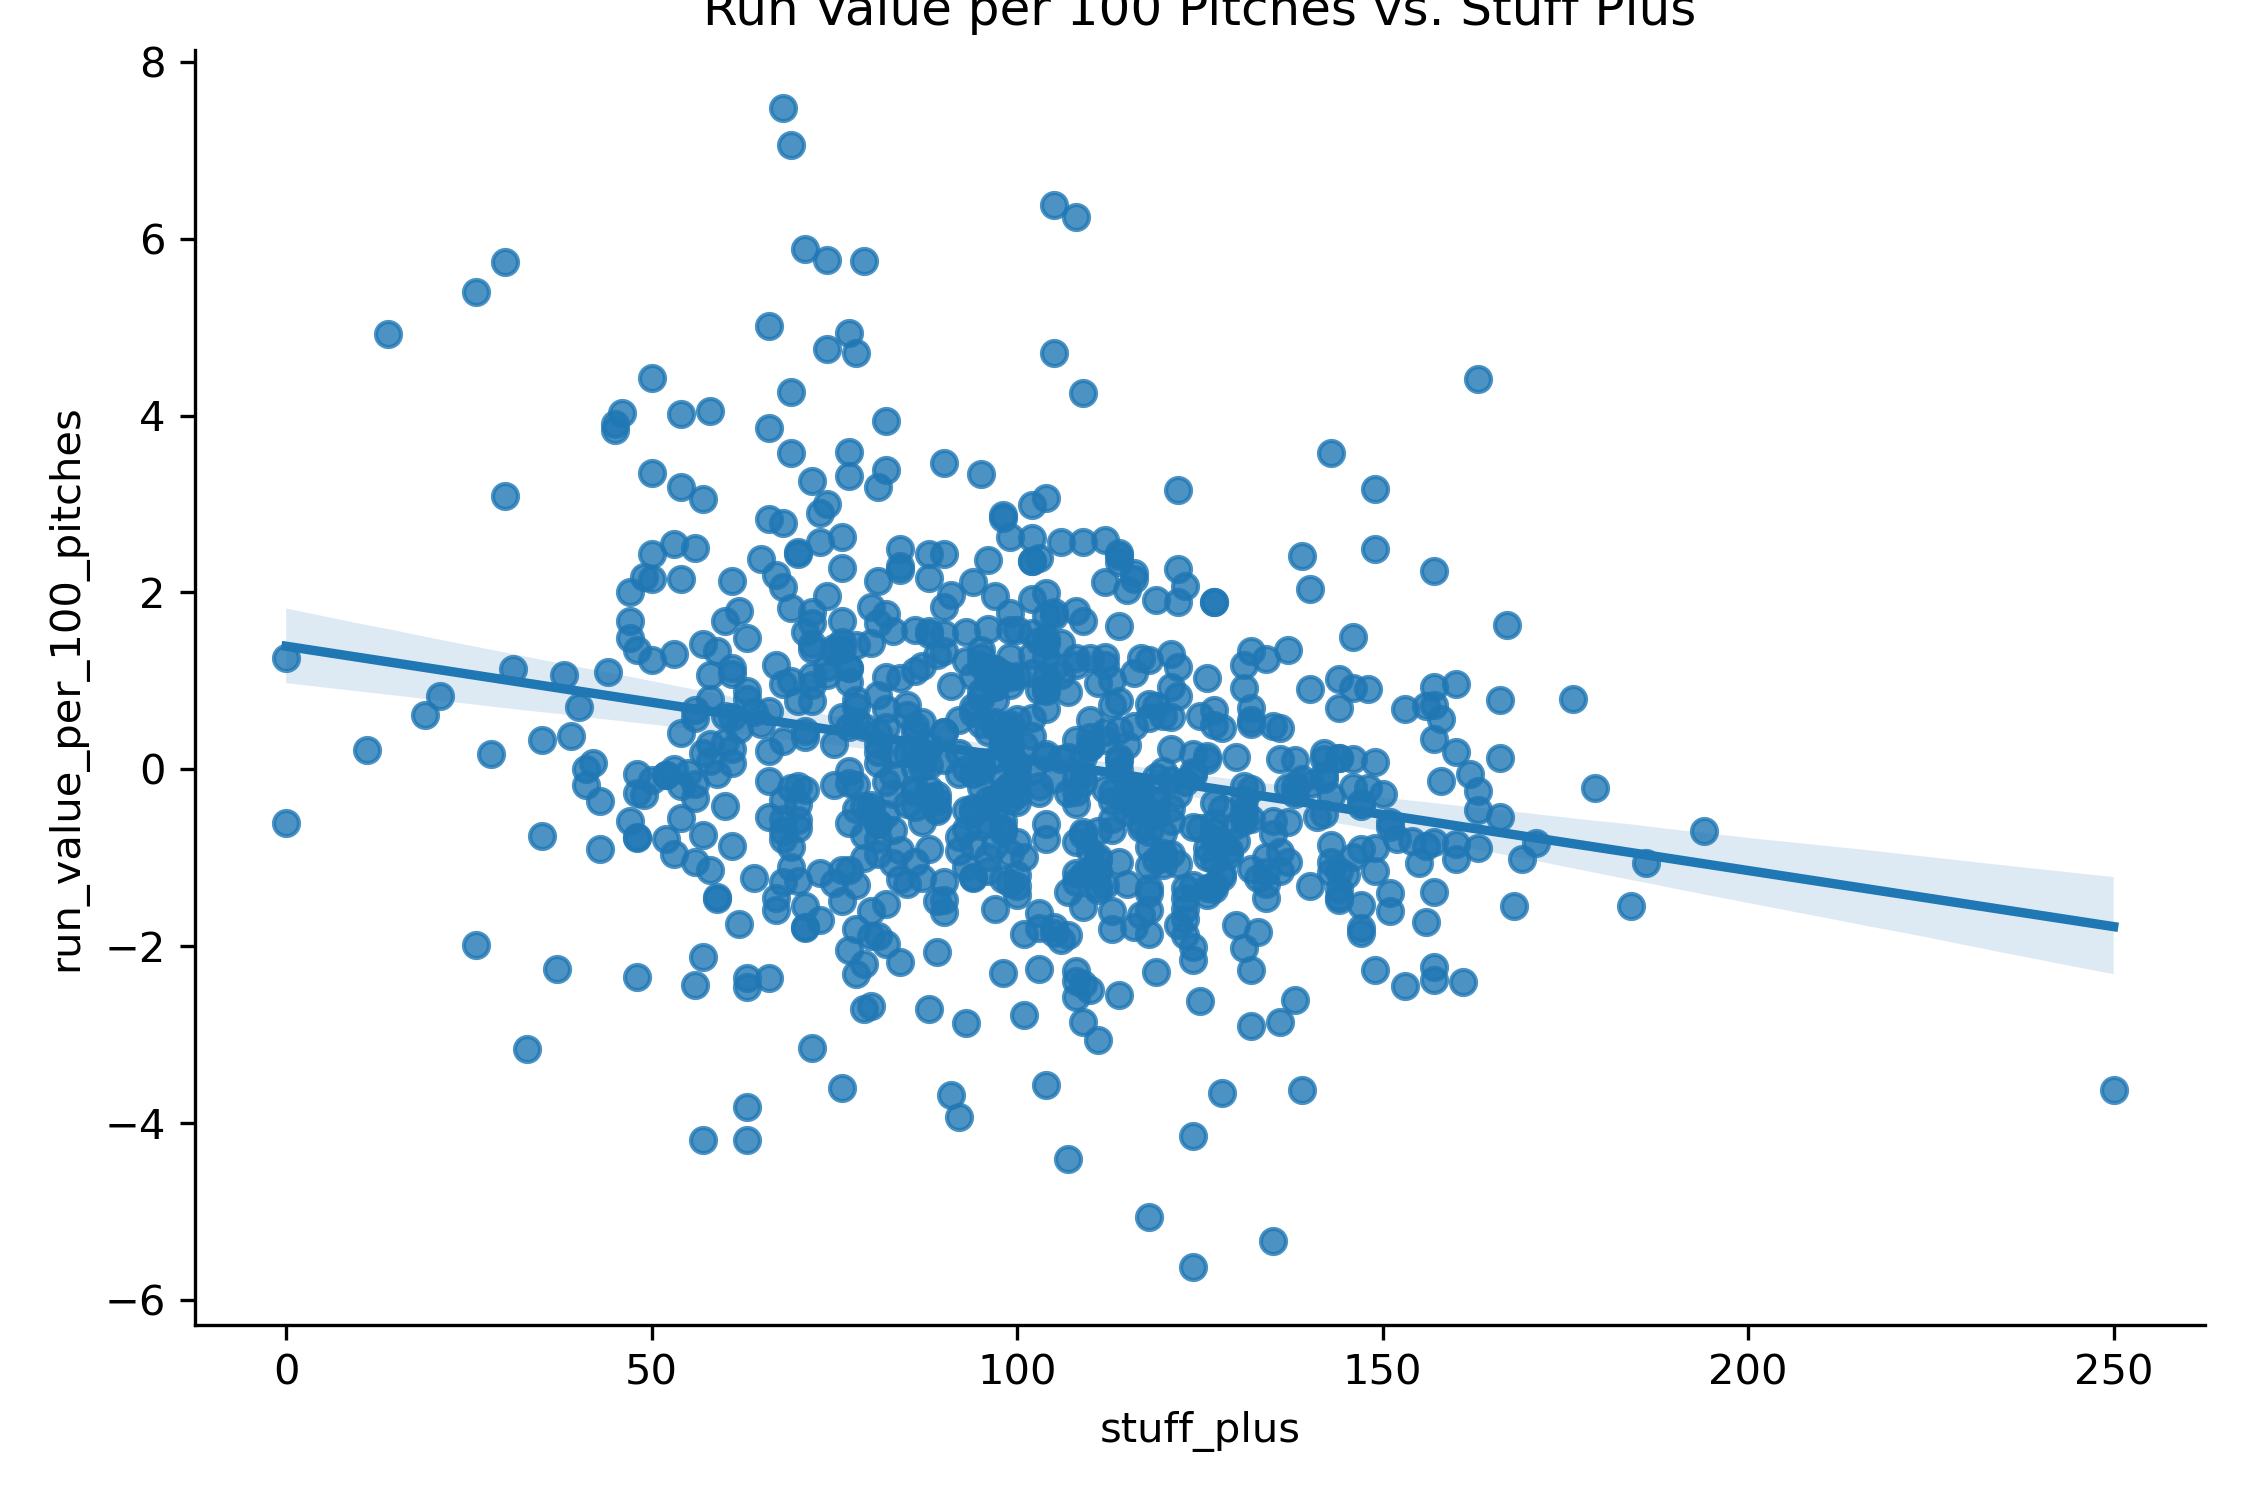 Run Value per 100 Pitches vs. Stuff Plus
8
6
4
2
0
−2
−4
−6
run_value_per_100_pitches
0 50 100 150 200 250
stuff_plus